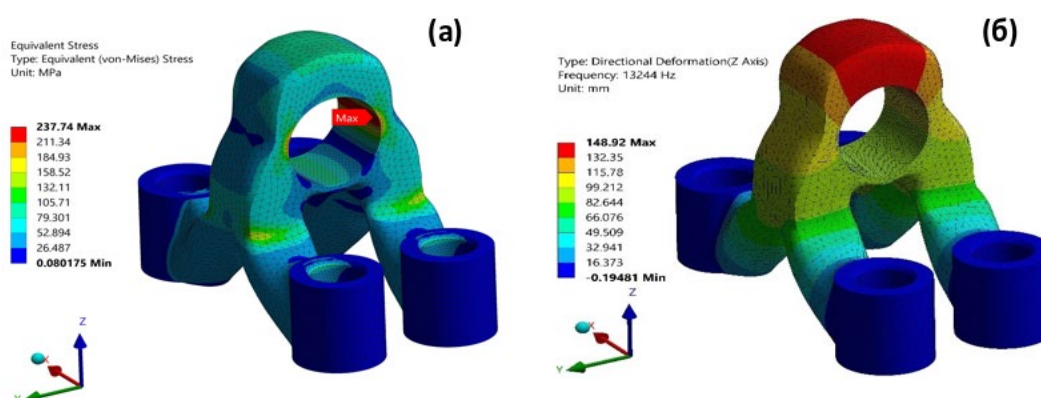 (а)
Equivalent Stress
Type: Equivalent (von-Mises) Stress
Unit: MPa
237.74 Max
211.34
184.93
158.52
132.11
105.71
79.301
52.894
26.487
0.080175 Min
Max
Z
X
Y
(б)
Type: Directional Deformation(Z Axis)
Frequency: 13244 Hz
Unit: mm
148.92 Max
132.35
115.78
99.212
82.644
66.076
49.509
32.941
16.373
-0.19481 Min
Z
X
Y